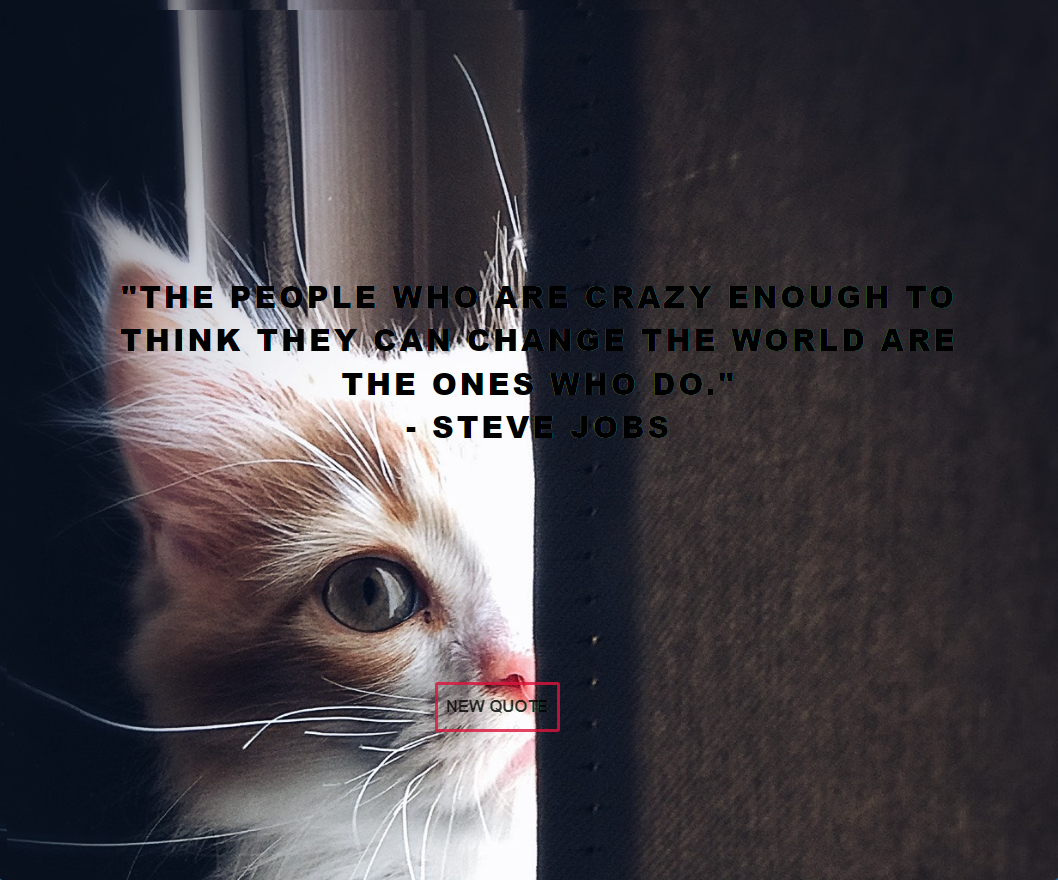 "THE PEOPLE WHO ARE CRAZY ENOUGH TO
THINK THEY CAN CHANGE THE WORLD ARE
THE ONES WHO DO."
- STEVE JOBS
NEW QUOTE